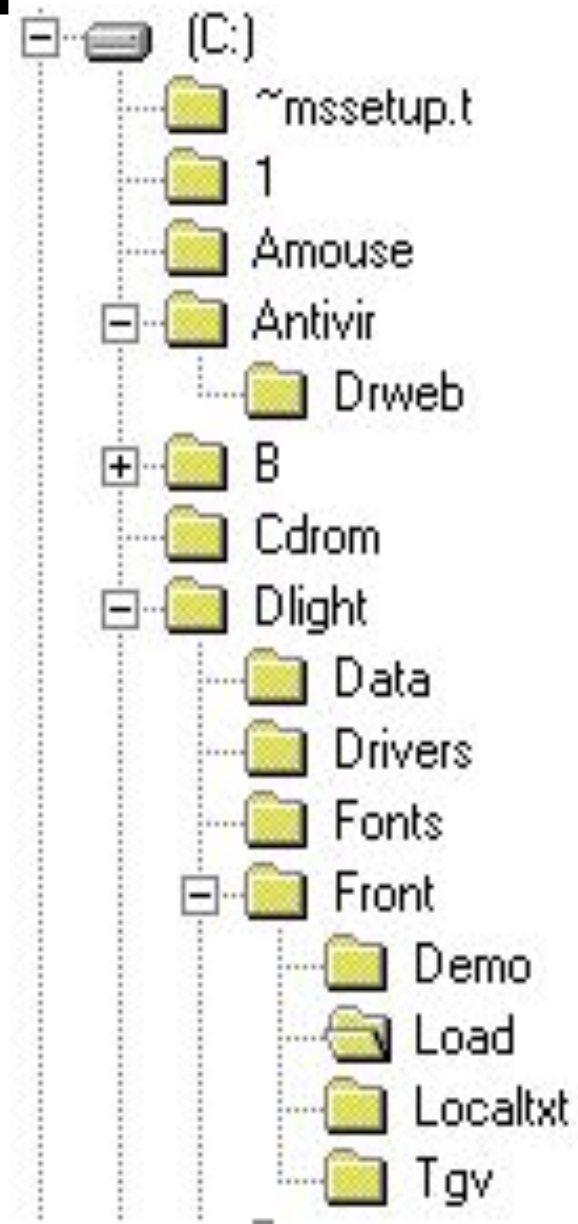 (C:)
~mssetup.t
1
Amouse
Antivir
Drweb
B
Cdrom
Dlight
Data
Drivers
Fonts
Front
Demo
Load
Localtxt
Tgv